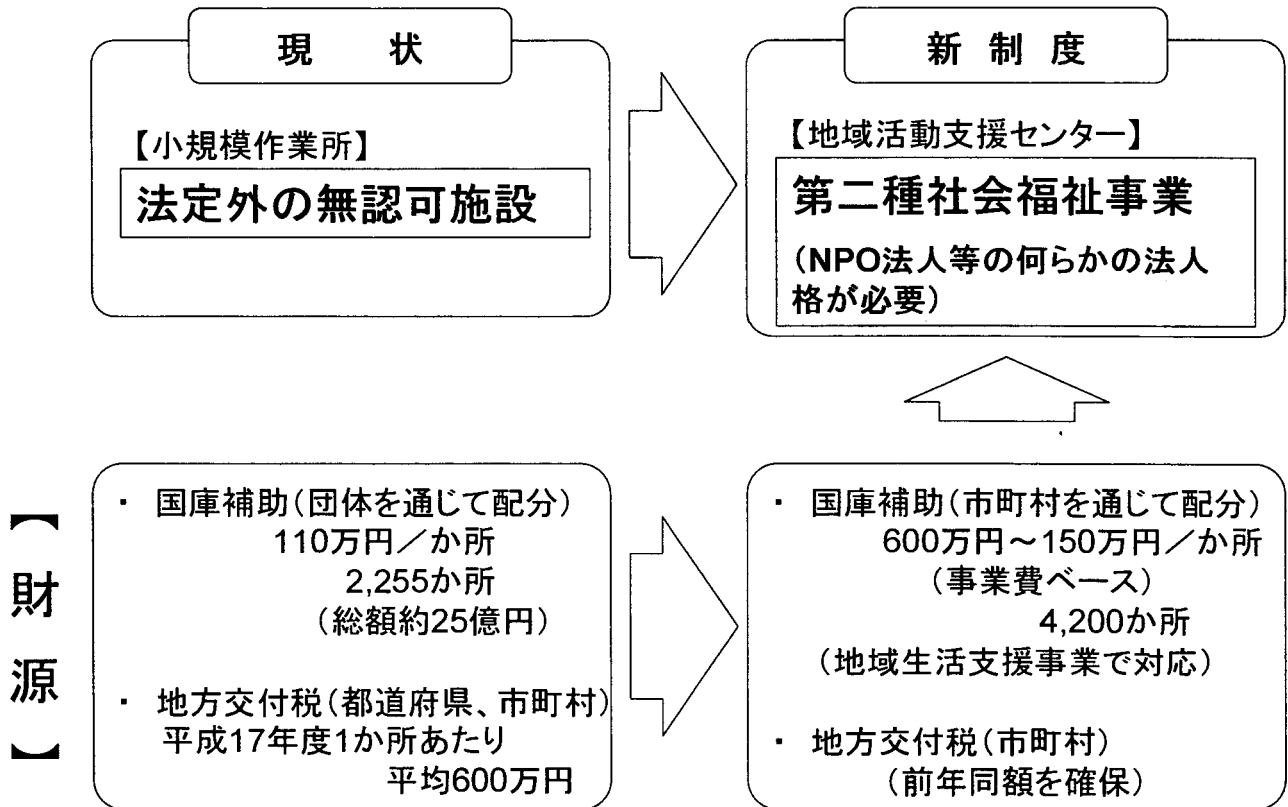 現 状
【小規模作業所】
法定外の無認可施設
新 制 度
【地域活動支援センター】
第二種社会福祉事業
(NPO法人等の何らかの法人
格が必要)
【財源】
・ 国庫補助(団体を通じて配分)
110万円／か所
2,255か所
(総額約25億円)
・ 地方交付税(都道府県、市町村)
平成17年度1か所あたり
平均600万円
・ 国庫補助(市町村を通じて配分)
600万円～150万円／か所
(事業費ベース)
4,200か所
(地域生活支援事業で対応)
・ 地方交付税(市町村)
(前年同額を確保)